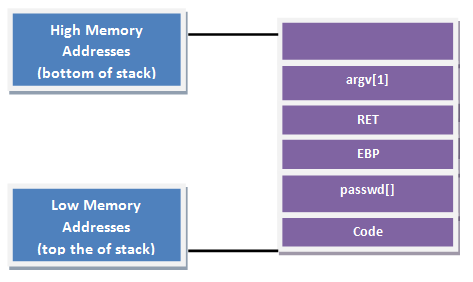 High Memory
Addresses
(bottom of stack)
argv[1]
RET
EBP
passwd[]
Code
Low Memory
Addresses
(top the of stack)